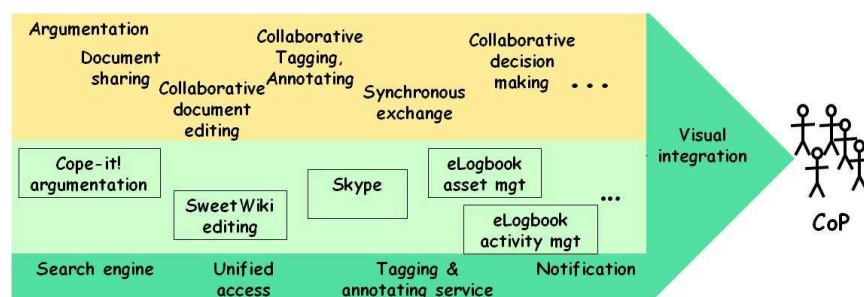 Argumentation
Document
sharing
Collaborative
document
editing
Collaborative
Tagging,
Annotating
Synchronous
exchange
Collaborative
decision
making
...
Cope-it!
argumentation
SweetWiki
editing
Skype
eLogbook
asset mgt
eLogbook
activity mgt
...
Search engine
Unified
access
Tagging &
annotating service
Notification
Visual
integration
CoP